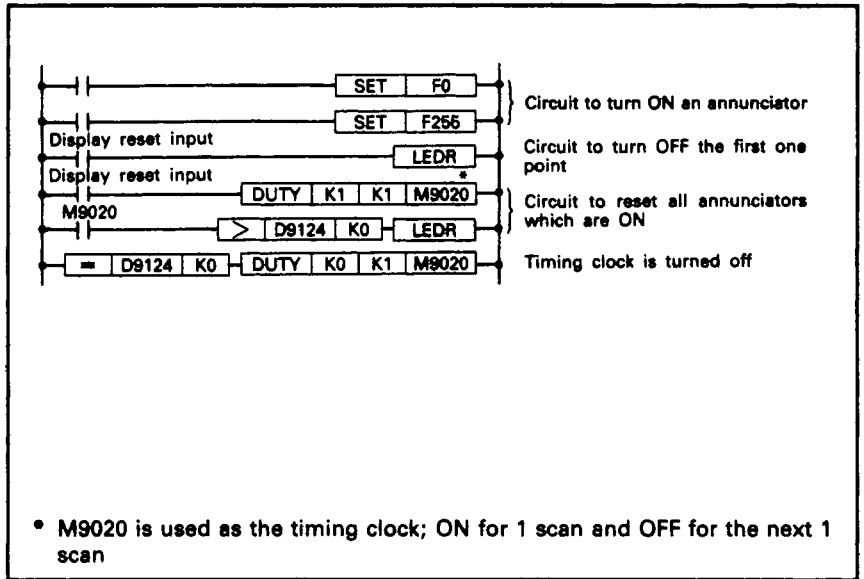 SET F0
Circuit to turn ON an annunciator
SET F255
Display reset input
LEDR
Circuit to turn OFF the first one
point
Display reset input
*
DUTY K1 K1 M9020
Circuit to reset all annunciators
which are ON
M9020
> D9124 K0 LEDR
= D9124 K0 DUTY K0 K1 M9020
Timing clock is turned off
* M9020 is used as the timing clock; ON for 1 scan and OFF for the next 1
scan